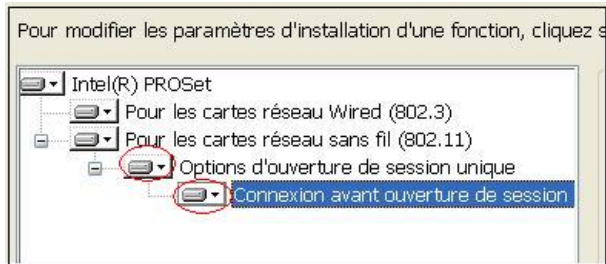 Pour modifier les paramètres d'installation d'une fonction, cliquez s
Intel(R) PROSet
Pour les cartes réseau Wired (802.3)
Pour les cartes réseau sans fil (802.11)
Options d'ouverture de session unique
Connexion avant ouverture de session